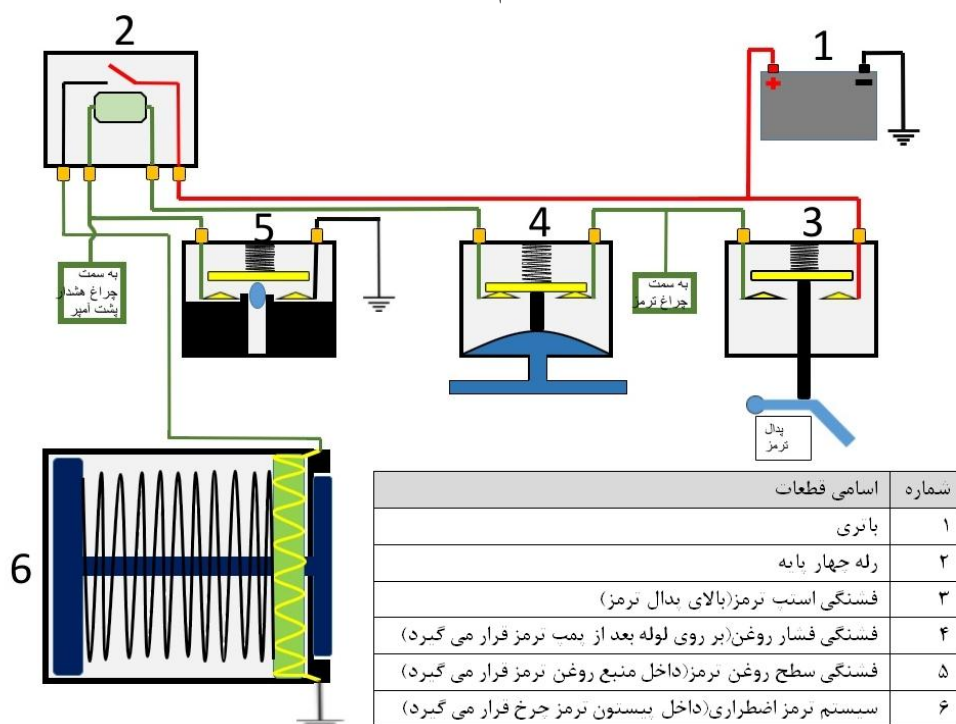 2
1
+
-
5
4
3
به سمت
چراغ هشدار
پشت آمپر
به سمت
چراغ ترمز
پدال
ترمز
6
شماره اسامی قطعات
۱ باتری
۲ رله چهار پایه
۳ فشنگی استپ ترمز(بالای پدال ترمز)
۴ فشنگی فشار روغن(بر روی لوله بعد از پمپ ترمز قرار می گیرد)
۵ فشنگی سطح روغن ترمز(داخل منبع روغن ترمز قرار می گیرد)
۶ سیستم ترمز اضطراری(داخل پیستون ترمز چرخ قرار می گیرد)